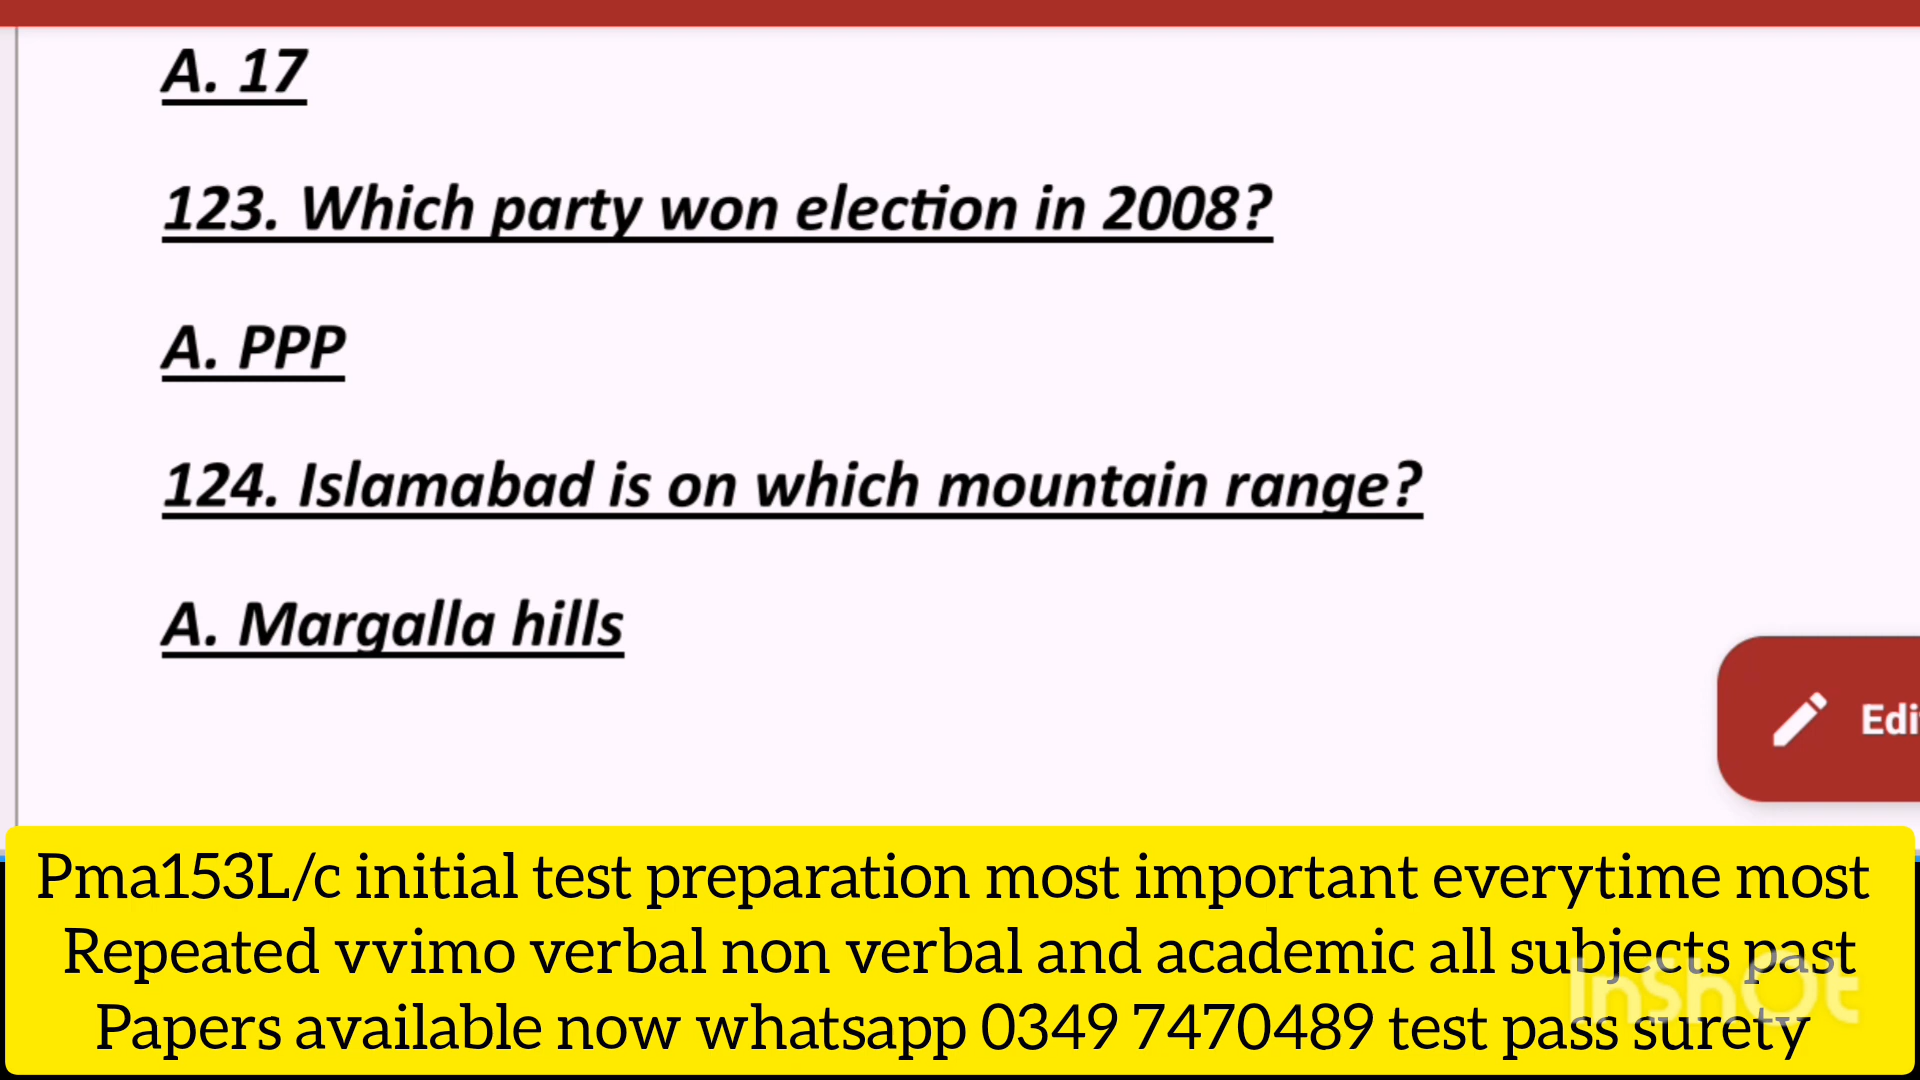 A. 17
123. Which party won election in 2008?
A. PPP
124. Islamabad is on which mountain range?
A. Margalla hills
Edi
Pma153L/c initial test preparation most important everytime most
Repeated vvimo verbal non verbal and academic all subjects past
Papers available now whatsapp 0349 7470489 test pass surety
InShOt